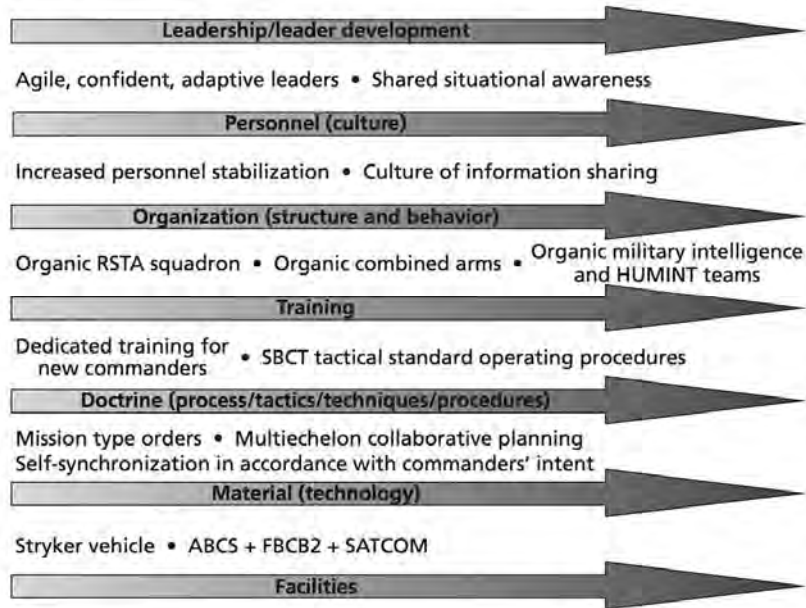 Leadership/leader development
Agile, confident, adaptive leaders • Shared situational awareness
Personnel (culture)
Increased personnel stabilization • Culture of information sharing
Organization (structure and behavior)
Organic RSTA squadron • Organic combined arms • Organic military intelligence
and HUMINT teams
Training
Dedicated training for
new commanders • SBCT tactical standard operating procedures
Doctrine (process/tactics/techniques/procedures)
Mission type orders • Multiechelon collaborative planning
Self-synchronization in accordance with commanders' intent
Material (technology)
Stryker vehicle • ABCS + FBCB2 + SATCOM
Facilities